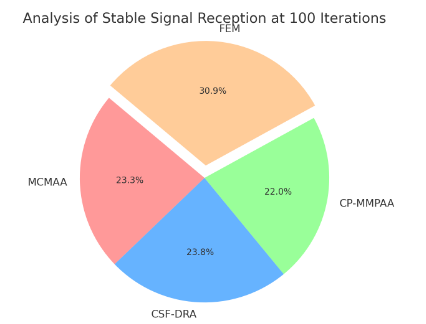 Analysis of Stable Signal Reception at 100 Iterations
FEM
30.9%
MCMAA
23.3%
22.0%
CP-MMPAA
23.8%
CSF-DRA